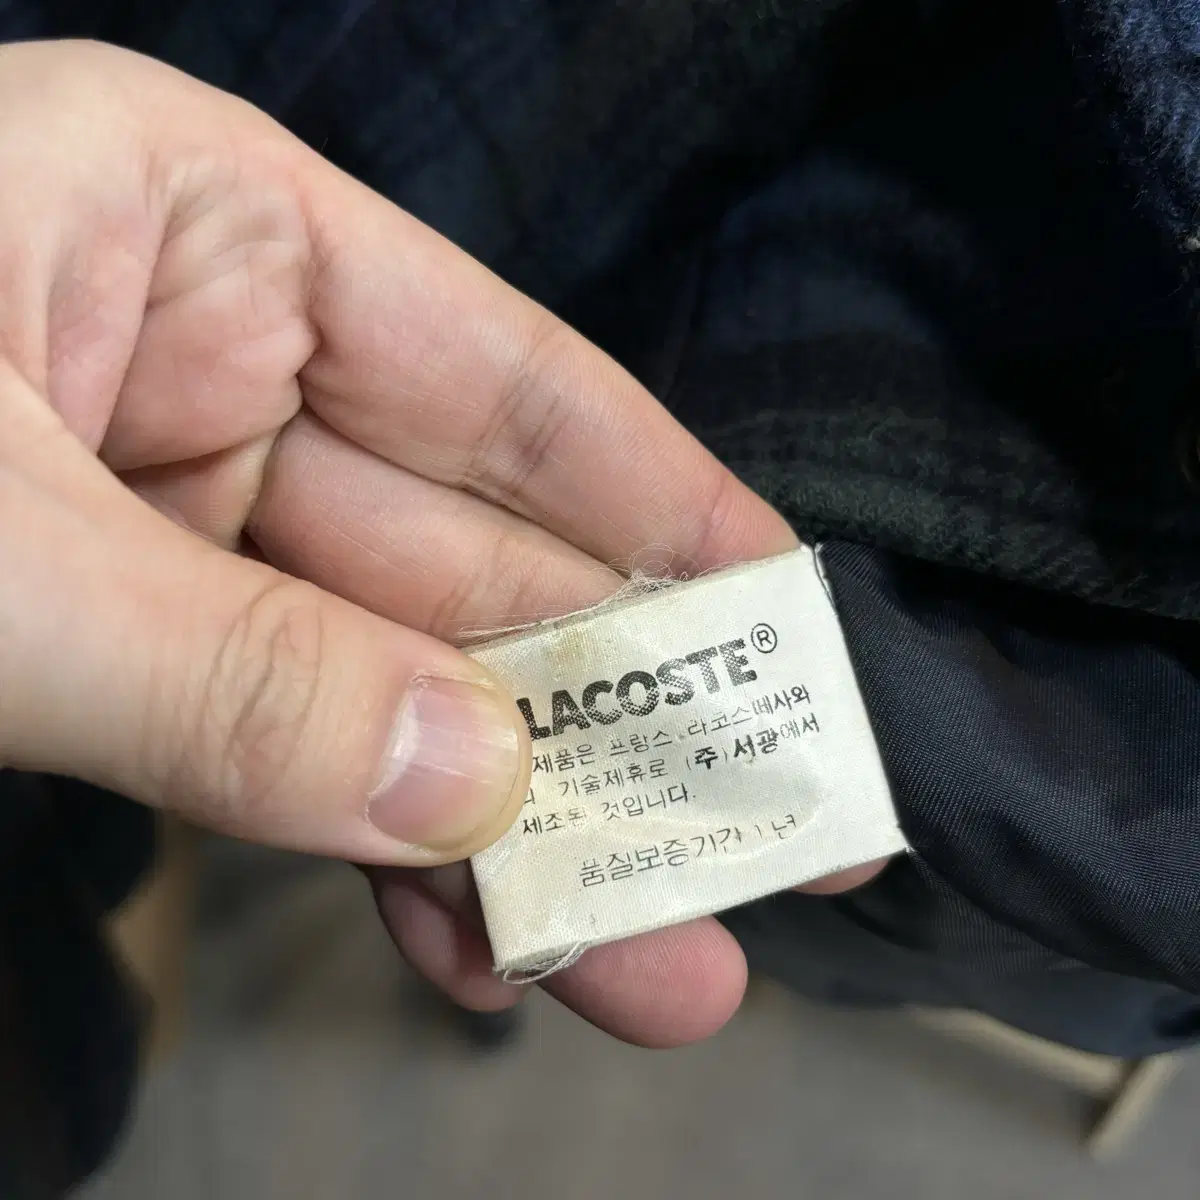 LACOSTE®
제품은 프랑스 라코스떼사와
기술제휴로 (주)서광에서
제조된 것입니다.
품질보증기간 1년